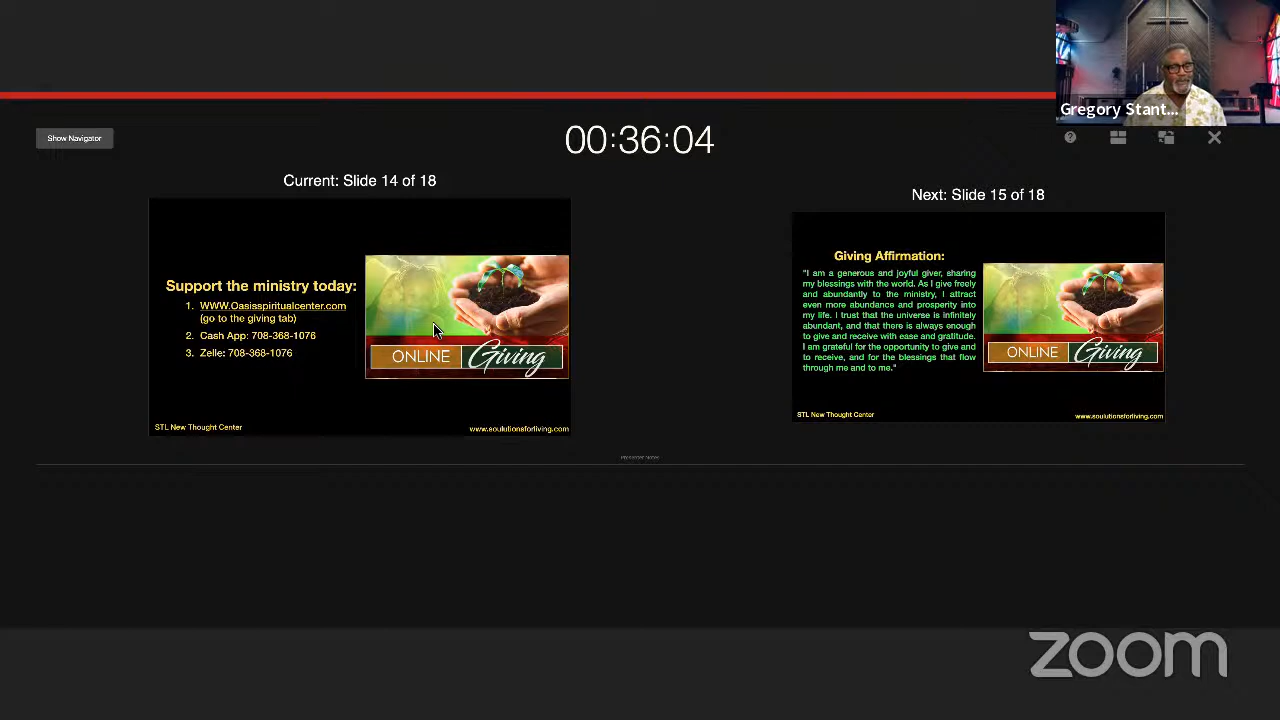 Gregory Stant...
Show Navigator
00:36:04
Current: Slide 14 of 18
Next: Slide 15 of 18
Support the ministry today:
1. WWW.Oasisspiritualcenter.com
(go to the giving tab)
2. Cash App: 708-368-1076
3. Zelle: 708-368-1076
ONLINE Giving
STL New Thought Center
www.soulutionsforliving.com
Giving Affirmation:
"I am a generous and joyful giver, sharing
my blessings with the world. As I give freely
and abundantly to the ministry, I attract
even more abundance and prosperity into
my life. I trust that the universe is infinitely
abundant, and that there is always enough
to give and receive with ease and gratitude.
I am grateful for the opportunity to give and
to receive, and for the blessings that flow
through me and to me."
ONLINE Giving
STL New Thought Center
www.soulutionsforliving.com
Presenter Notes
zoom